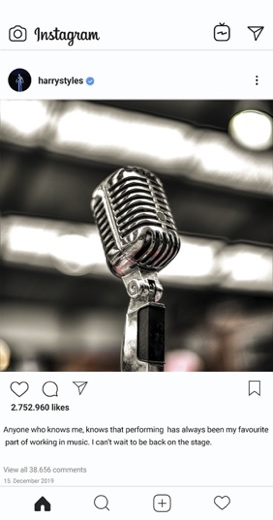 Instagram
harrystyles
2.752.960 likes
Anyone who knows me, knows that performing has always been my favourite
part of working in music. I can't wait to be back on the stage.
View all 38.656 comments
15. December 2019